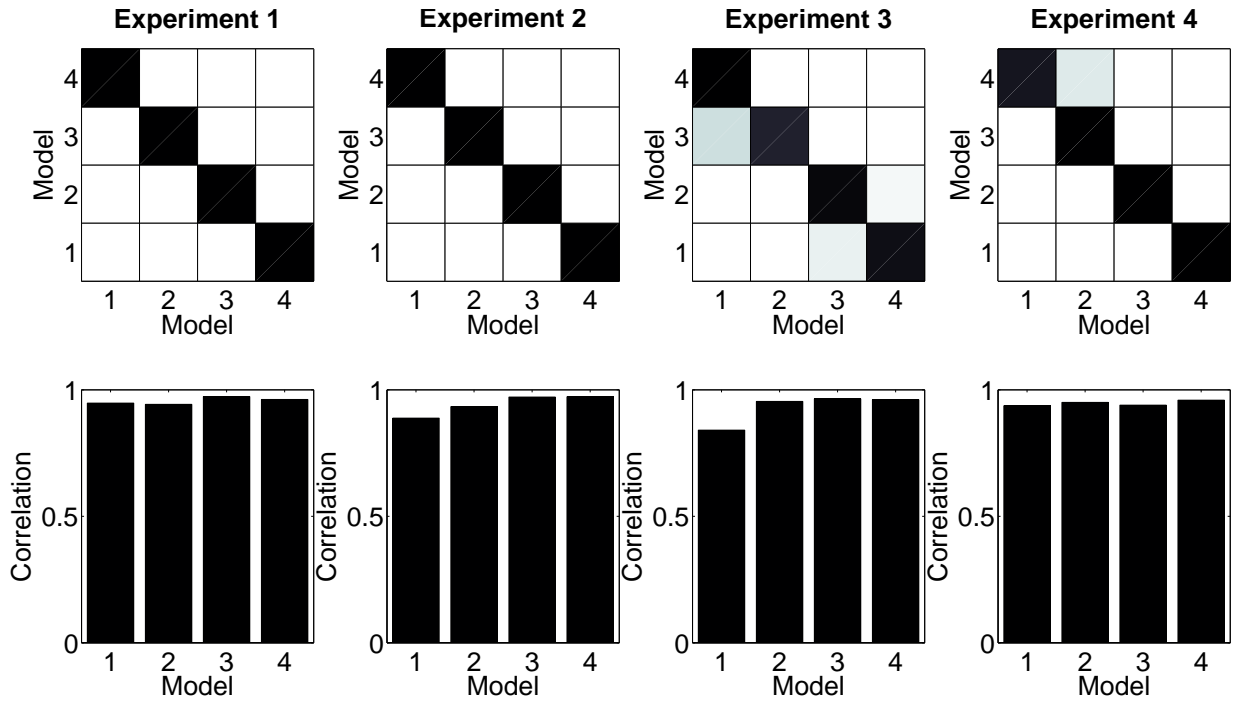 Experiment 1
Experiment 2
Experiment 3
Experiment 4
Model
4
3
2
1
1 2 3 4
Model
Model
4
3
2
1
1 2 3 4
Model
Model
4
3
2
1
1 2 3 4
Model
Model
4
3
2
1
1 2 3 4
Model
Correlation
1
0.5
0
1 2 3 4
Model
Correlation
1
0.5
0
1 2 3 4
Model
Correlation
1
0.5
0
1 2 3 4
Model
Correlation
1
0.5
0
1 2 3 4
Model